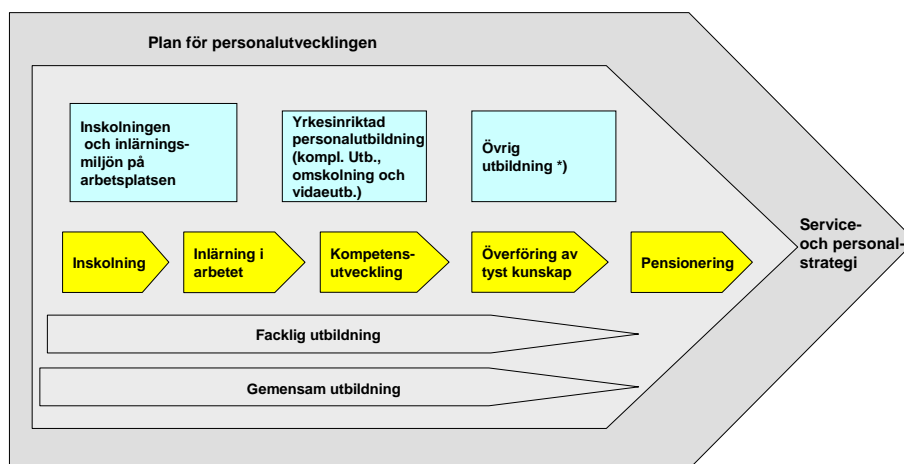 Plan för personalutvecklingen
Inskolningen
och inlärnings-
miljön på
arbetsplatsen
Yrkesinriktad
personalutbildning
(kompl. Utb.,
omskolning och
vidaeutb.)
Övrig
utbildning *)
Service-
och personal-
strategi
Inskolning
Inlärning i
arbetet
Kompetens-
utveckling
Överföring av
tyst kunskap
Pensionering
Facklig utbildning
Gemensam utbildning